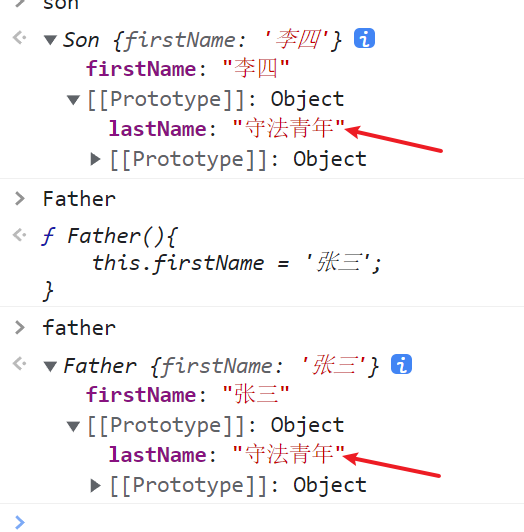 son
Son {firstName: '李四'} i
firstName: "李四"
[[Prototype]]: Object
lastName: "守法青年"
[[Prototype]]: Object
Father
ƒ Father(){
this.firstName = '张三';
}
father
Father {firstName: '张三'} i
firstName: "张三"
[[Prototype]]: Object
lastName: "守法青年"
[[Prototype]]: Object